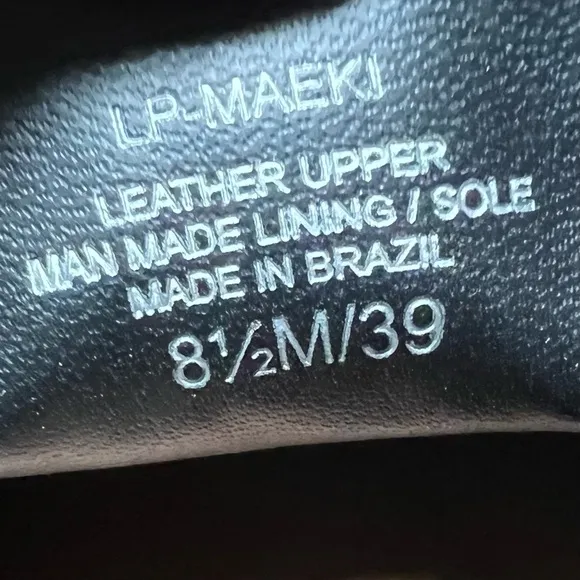 LP-MAEKI
LEATHER UPPER
MAN MADE LINING / SOLE
MADE IN BRAZIL
8½M/39